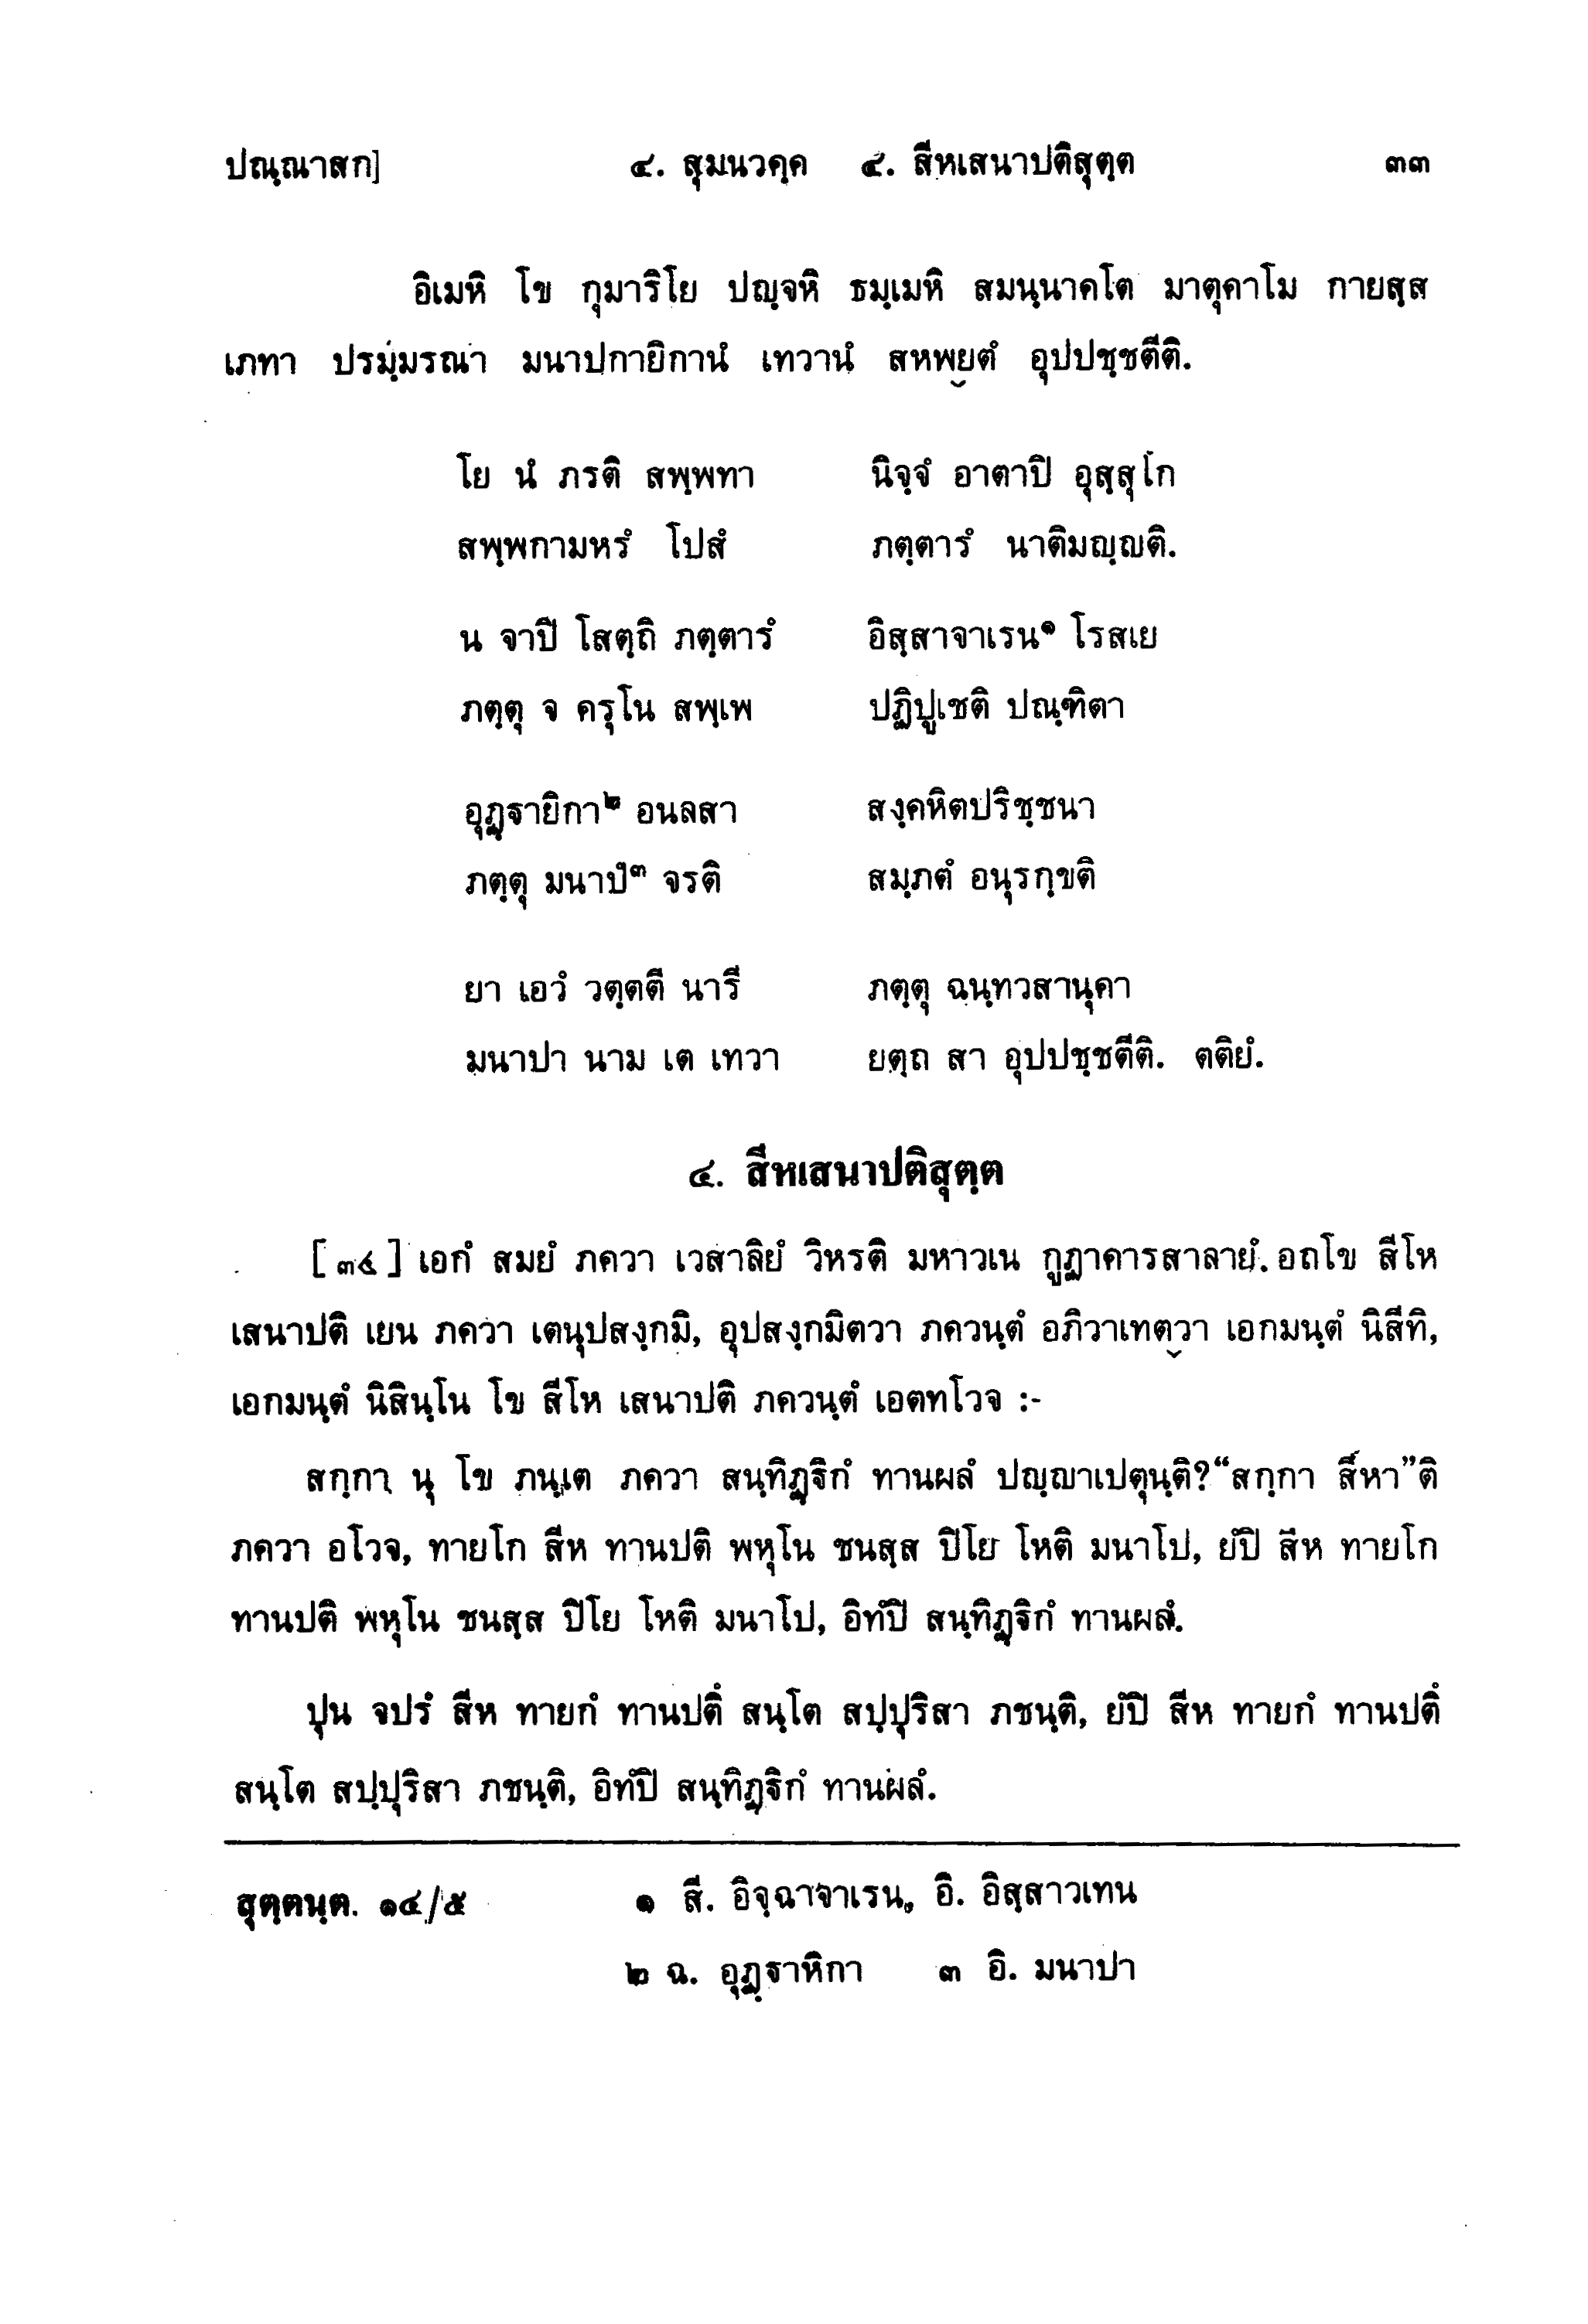 ปณฺณาสก] ๔. สุมนวคฺค ๔. สีหเสนาปติสุตฺต ๓๓
อิเมหิ โข กุมาริโย ปญฺจหิ ธมฺเมหิ สมนฺนาคโต มาตุคาโม กายสฺส
เภทา ปรมฺมรณา มนาปกายิกานํ เทวานํ สหพฺยตํ อุปปชฺชตีติ.
โย นํ ภรติ สพฺพทา นิจฺจํ อาตาปิ อุสฺสุโก
สพฺพกามหรํ โปสํ ภตฺตารํ นาติมญฺญติ.
น จาปิ โสตฺถิ ภตฺตารํ อิสฺสาจาเรน๑ โรสเย
ภตฺตุ จ ครุโน สพฺเพ ปฏิปูเชติ ปณฺฑิตา
อุฏฺฐายิกา๒ อนลสา สงฺคหิตปริชฺชนา
ภตฺตุ มนาปํ๓ จรติ สมฺภตํ อนุรกฺขติ
ยา เอวํ วตฺตตี นารี ภตฺตุ ฉนฺทวสานุคา
มนาปา นาม เต เทวา ยตฺถ สา อุปปชฺชตีติ. ตติยํ.
๔. สีหเสนาปติสุตฺต
[๓๔] เอกํ สมยํ ภควา เวสาลิยํ วิหรติ มหาวเน กูฏาคารสาลายํ. อถโข สีโห
เสนาปติ เยน ภควา เตนุปสงฺกมิ, อุปสงฺกมิตวา ภควนฺตํ อภิวาเทตฺวา เอกมนฺตํ นิสีทิ,
เอกมนฺตํ นิสินฺโน โข สีโห เสนาปติ ภควนฺตํ เอตทโวจ :-
สกฺกา นุ โข ภนฺเต ภควา สนฺทิฏฺฐิกํ ทานผลํ ปญฺญาเปตุนฺติ? “สกฺกา สีหา”ติ
ภควา อโวจ, ทายโก สีห ทานปติ พหุโน ชนสฺส ปิโย โหติ มนาโป, ยํปิ สีห ทายโก
ทานปติ พหุโน ชนสฺส ปิโย โหติ มนาโป, อิทํปิ สนฺทิฏฺฐิกํ ทานผลํ.
ปุน จปรํ สีห ทายกํ ทานปตึ สนฺโต สปฺปุริสา ภชนฺติ, ยํปิ สีห ทายกํ ทานปตึ
สนฺโต สปฺปุริสา ภชนฺติ, อิทํปิ สนฺทิฏฺฐิกํ ทานผลํ.
สุตฺตนฺต. ๑๔/๕ ๑ สี. อิจฺฉาจาเรน, อิ. อิสฺสาวเทน
๒ ฉ. อุฏฺฐาหิกา ๓ อิ. มนาปา